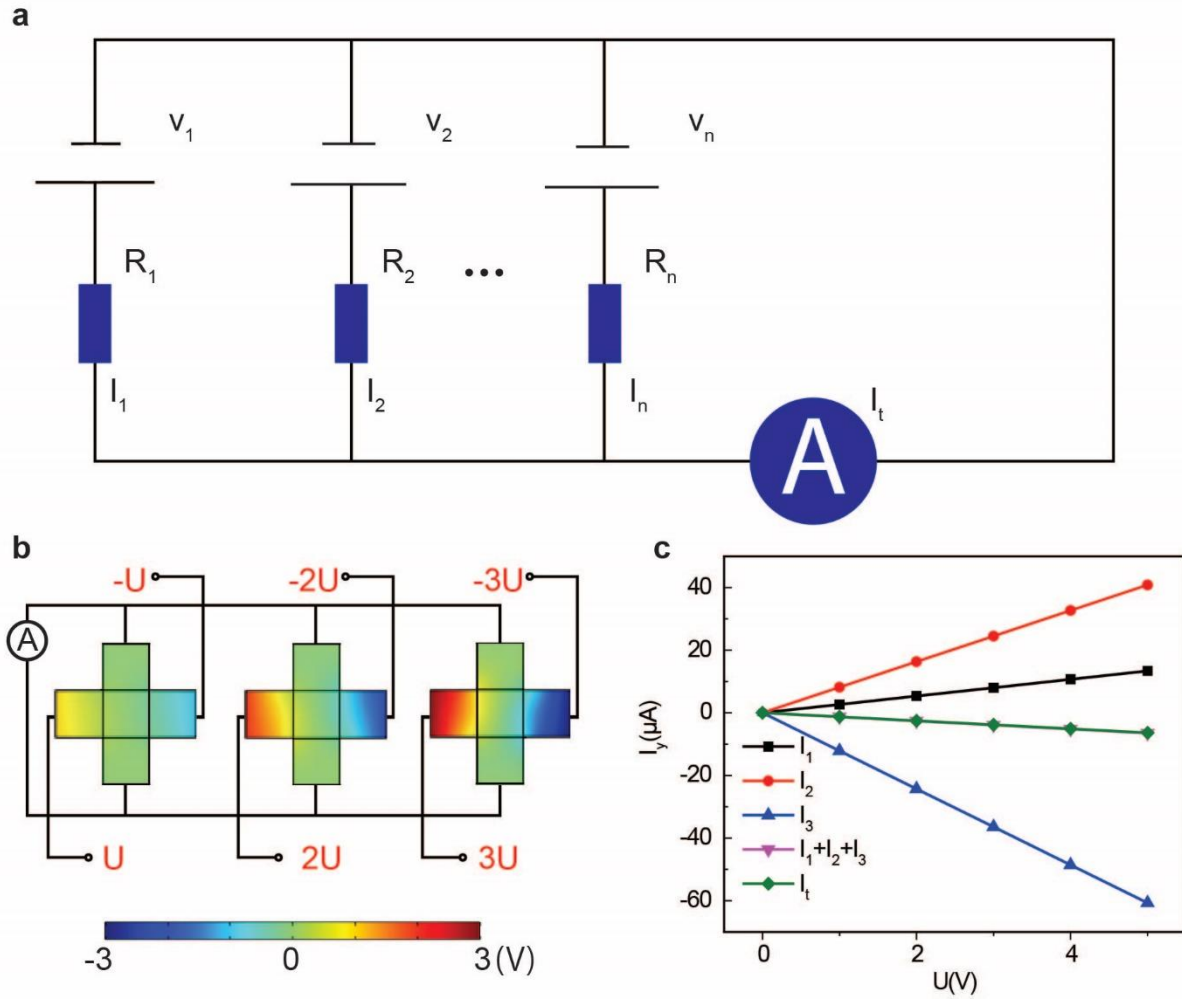 a
v₁ v₂ vₙ
R₁ R₂ ... Rₙ
I₁ I₂ Iₙ Iₜ
A
b
-U -2U -3U
A
U 2U 3U
-3 0 3 (V)
c
40
20
0
-20
-40
-60
I_y(μA)
I₁
I₂
I₃
I₁+I₂+I₃
Iₜ
0 2 4
U(V)